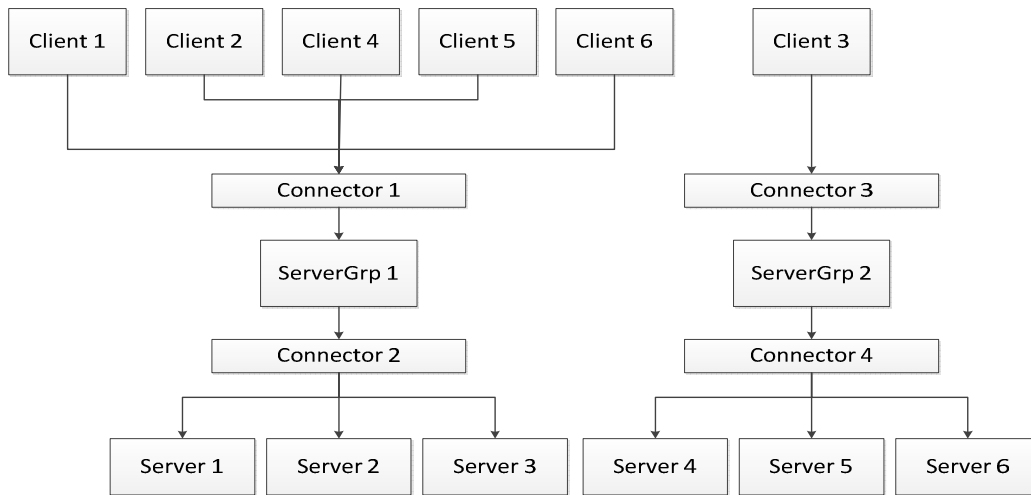 Client 1
Client 2
Client 4
Client 5
Client 6
Client 3
Connector 1
Connector 3
ServerGrp 1
ServerGrp 2
Connector 2
Connector 4
Server 1
Server 2
Server 3
Server 4
Server 5
Server 6